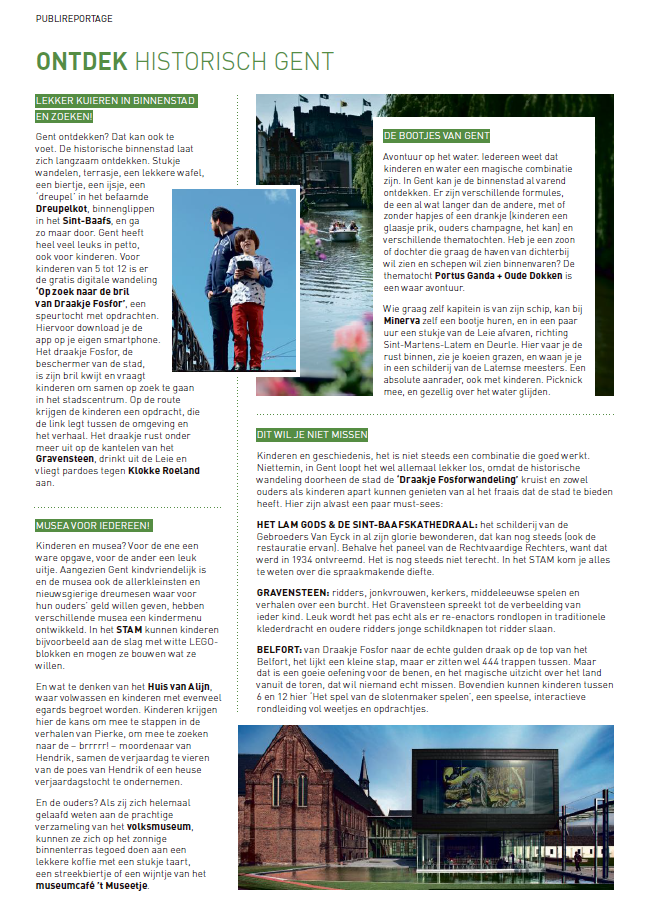 PUBLIREPORTAGE
ONTDEK HISTORISCH GENT
LEKKER KUIEREN IN BINNENSTAD
EN ZOEKEN!
Gent ontdekken? Dat kan ook te
voet. De historische binnenstad laat
zich langzaam ontdekken. Stukje
wandelen, terrasje, een lekkere wafel,
een biertje, een ijsje, een
‘dreupel’ in het befaamde
Dreupelkot, binnenglippen
in het Sint-Baafs, en ga
zo maar door. Gent heeft
heel veel leuks in petto,
ook voor kinderen. Voor
kinderen van 5 tot 12 is er
de gratis digitale wandeling
‘Op zoek naar de bril
van Draakje Fosfor’, een
speurtocht met opdrachten.
Hiervoor download je de
app op je eigen smartphone.
Het draakje Fosfor, de
beschermer van de stad,
is zijn bril kwijt en vraagt
kinderen om samen op zoek te gaan
in het stadscentrum. Op de route
krijgen de kinderen een opdracht, die
de link legt tussen de omgeving en
het verhaal. Het draakje rust onder
meer uit op de kantelen van het
Gravensteen, drinkt uit de Leie en
vliegt pardoes tegen Klokke Roeland
aan.
MUSEA VOOR IEDEREEN!
Kinderen en musea? Voor de ene een
ware opgave, voor de ander een leuk
uitje. Aangezien Gent kindvriendelijk is
en de musea ook de allerkleinsten en
nieuwsgierige dreumesen waar voor
hun ouders’ geld willen geven, hebben
verschillende musea een kindermenu
ontwikkeld. In het STAM kunnen kinderen
bijvoorbeeld aan de slag met witte LEGO-
blokken en mogen ze bouwen wat ze
willen.
En wat te denken van het Huis van Alijn,
waar volwassen en kinderen met evenveel
egards begroet worden. Kinderen krijgen
hier de kans om mee te stappen in de
verhalen van Pierke, om mee te zoeken
naar de – brrrrr! – moordenaar van
Hendrik, samen de verjaardag te vieren
van de poes van Hendrik of een heuse
verjaardagstocht te ondernemen.
En de ouders? Als zij zich helemaal
gelaafd weten aan de prachtige
verzameling van het volksmuseum,
kunnen ze zich op het zonnige
binnenterras tegoed doen aan een
lekkere koffie met een stukje taart,
een streekbiertje of een wijntje van het
museumcafé ’t Museetje.
DE BOOTJES VAN GENT
Avontuur op het water. Iedereen weet dat
kinderen en water een magische combinatie
zijn. In Gent kan je de binnenstad al varend
ontdekken. Er zijn verschillende formules,
de een al wat langer dan de andere, met of
zonder hapjes of een drankje (kinderen een
glaasje prik, ouders champagne, het kan) en
verschillende thematochten. Heb je een zoon
of dochter die graag de haven van dichterbij
wil zien en schepen wil zien binnenvaren? De
thematocht Portus Ganda + Oude Dokken is
een waar avontuur.
Wie graag zelf kapitein is van zijn schip, kan bij
Minerva zelf een bootje huren, en in een paar
uur een stukje van de Leie afvaren, richting
Sint-Martens-Latem en Deurle. Hier vaar je de
rust binnen, zie je koeien grazen, en waan je je
in een schilderij van de Latemse meesters. Een
absolute aanrader, ook met kinderen. Picknick
mee, en gezellig over het water glijden.
DIT WIL JE NIET MISSEN
Kinderen en geschiedenis, het is niet steeds een combinatie die goed werkt.
Niettemin, in Gent loopt het wel allemaal lekker los, omdat de historische
wandeling doorheen de stad de ‘Draakje Fosforwandeling’ kruist en zowel
ouders als kinderen apart kunnen genieten van al het fraais dat de stad te bieden
heeft. Hier zijn alvast een paar must-sees:
HET LAM GODS & DE SINT-BAAFSKATHEDRAAL: het schilderij van de
Gebroeders Van Eyck in al zijn glorie bewonderen, dat kan nog steeds (ook de
restauratie ervan). Behalve het paneel van de Rechtvaardige Rechters, want dat
werd in 1934 ontvreemd. Het is nog steeds niet terecht. In het STAM kom je alles
te weten over die spraakmakende diefte.
GRAVENSTEEN: ridders, jonkvrouwen, kerkers, middeleeuwse spelen en
verhalen over een burcht. Het Gravensteen spreekt tot de verbeelding van
ieder kind. Leuk wordt het pas echt als er re-enactors rondlopen in traditionele
klederdracht en oudere ridders jonge schildknapen tot ridder slaan.
BELFORT: van Draakje Fosfor naar de echte gulden draak op de top van het
Belfort, het lijkt een kleine stap, maar er zitten wel 444 trappen tussen. Maar
dat is een goeie oefening voor de benen, en het magische uitzicht over het land
vanuit de toren, dat wil niemand echt missen. Bovendien kunnen kinderen tussen
6 en 12 hier ‘Het spel van de slotenmaker spelen’, een speelse, interactieve
rondleiding vol weetjes en opdrachtjes.